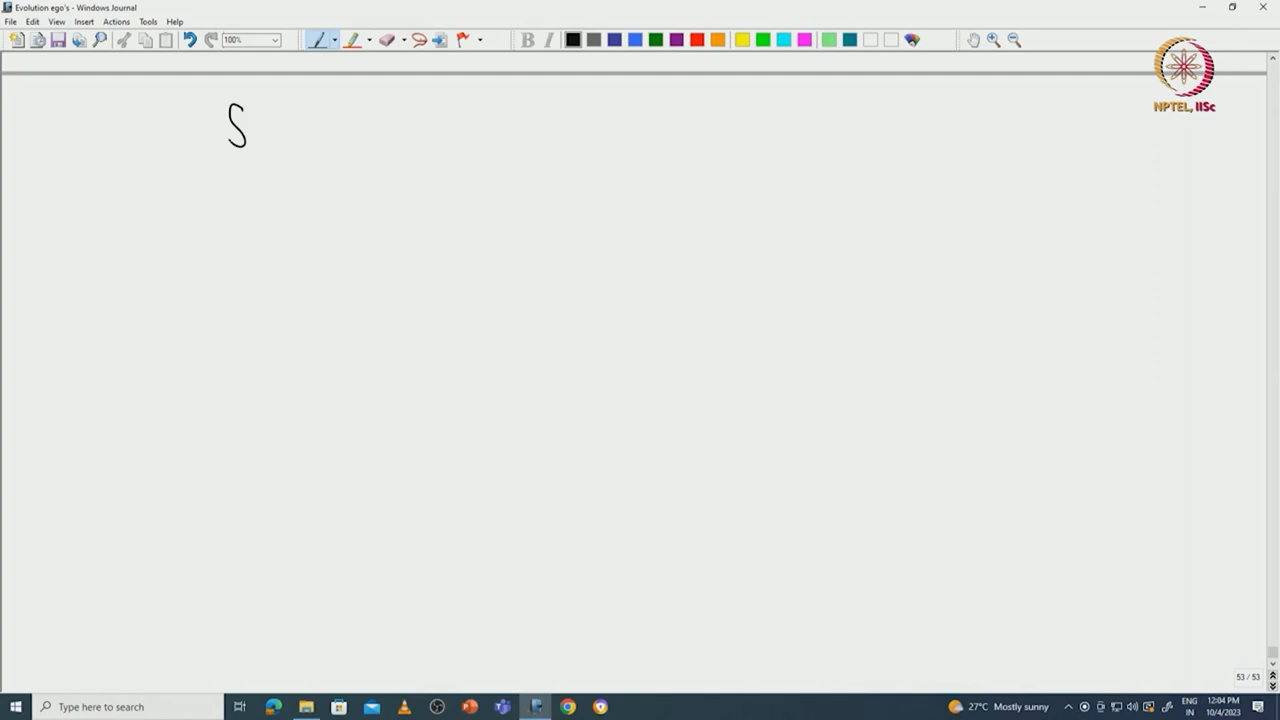 Evolution ego's - Windows Journal
File Edit View Insert Actions Tools Help
100%
B I
NPTEL, IISc
S
53 / 53
Type here to search
27°C Mostly sunny
ENG
IN
12:04 PM
10/4/2023